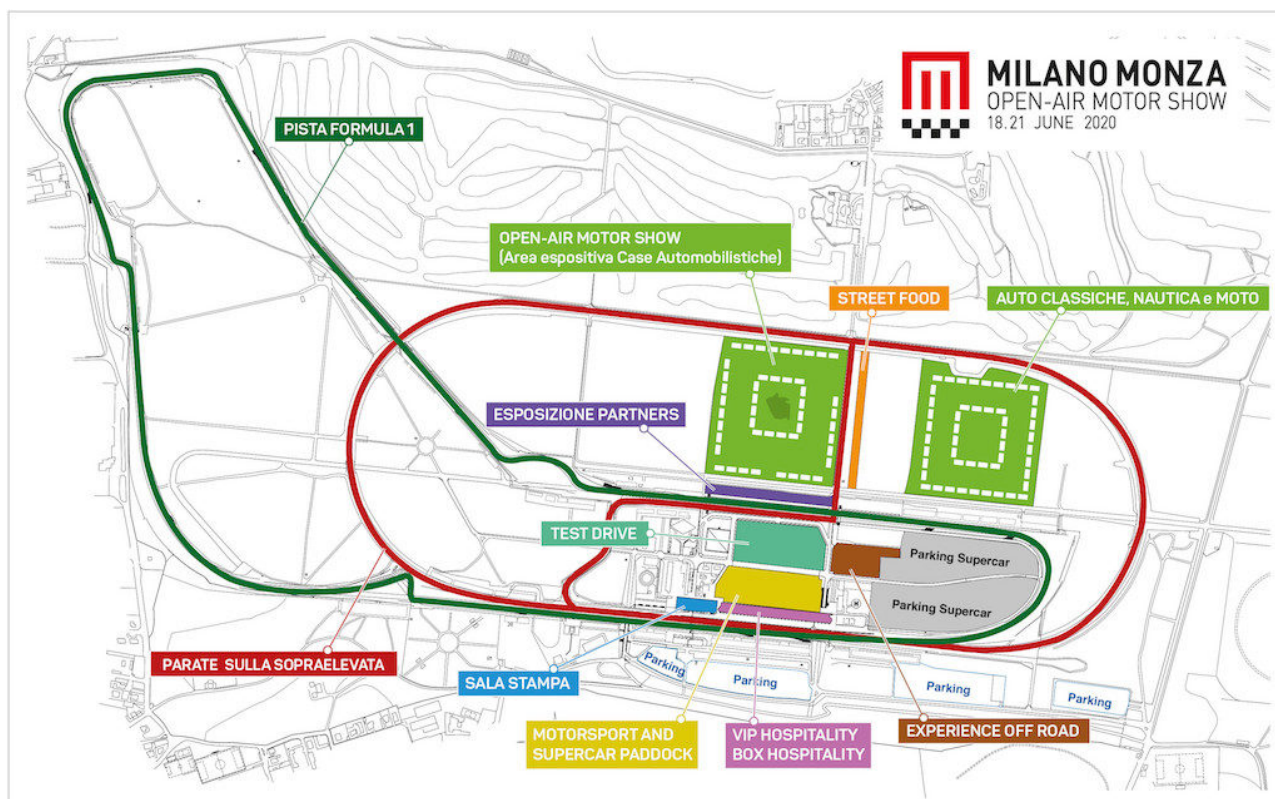 MILANO MONZA
OPEN-AIR MOTOR SHOW
18.21 JUNE 2020
PISTA FORMULA 1
OPEN-AIR MOTOR SHOW
(Area espositiva Case Automobilistiche)
STREET FOOD
AUTO CLASSICHE, NAUTICA e MOTO
ESPOSIZIONE PARTNERS
TEST DRIVE
Parking Supercar
Parking Supercar
PARATE SULLA SOPRAELEVATA
SALA STAMPA
Parking
Parking
Parking
Parking
MOTORSPORT AND
SUPERCAR PADDOCK
VIP HOSPITALITY
BOX HOSPITALITY
EXPERIENCE OFF ROAD